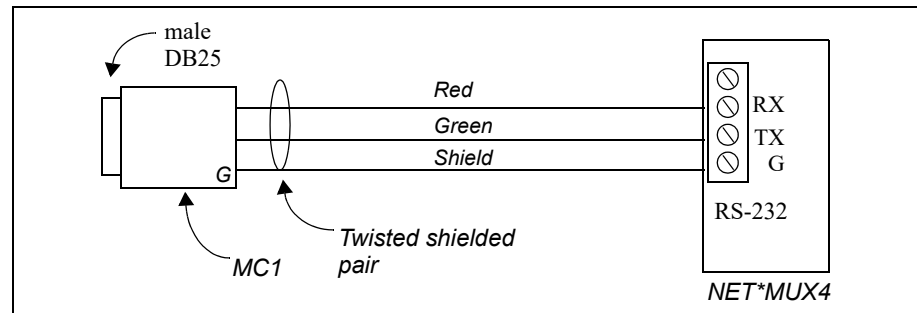 male
DB25
Red
Green
Shield
G
RX
TX
G
RS-232
Twisted shielded
pair
MC1
NET*MUX4